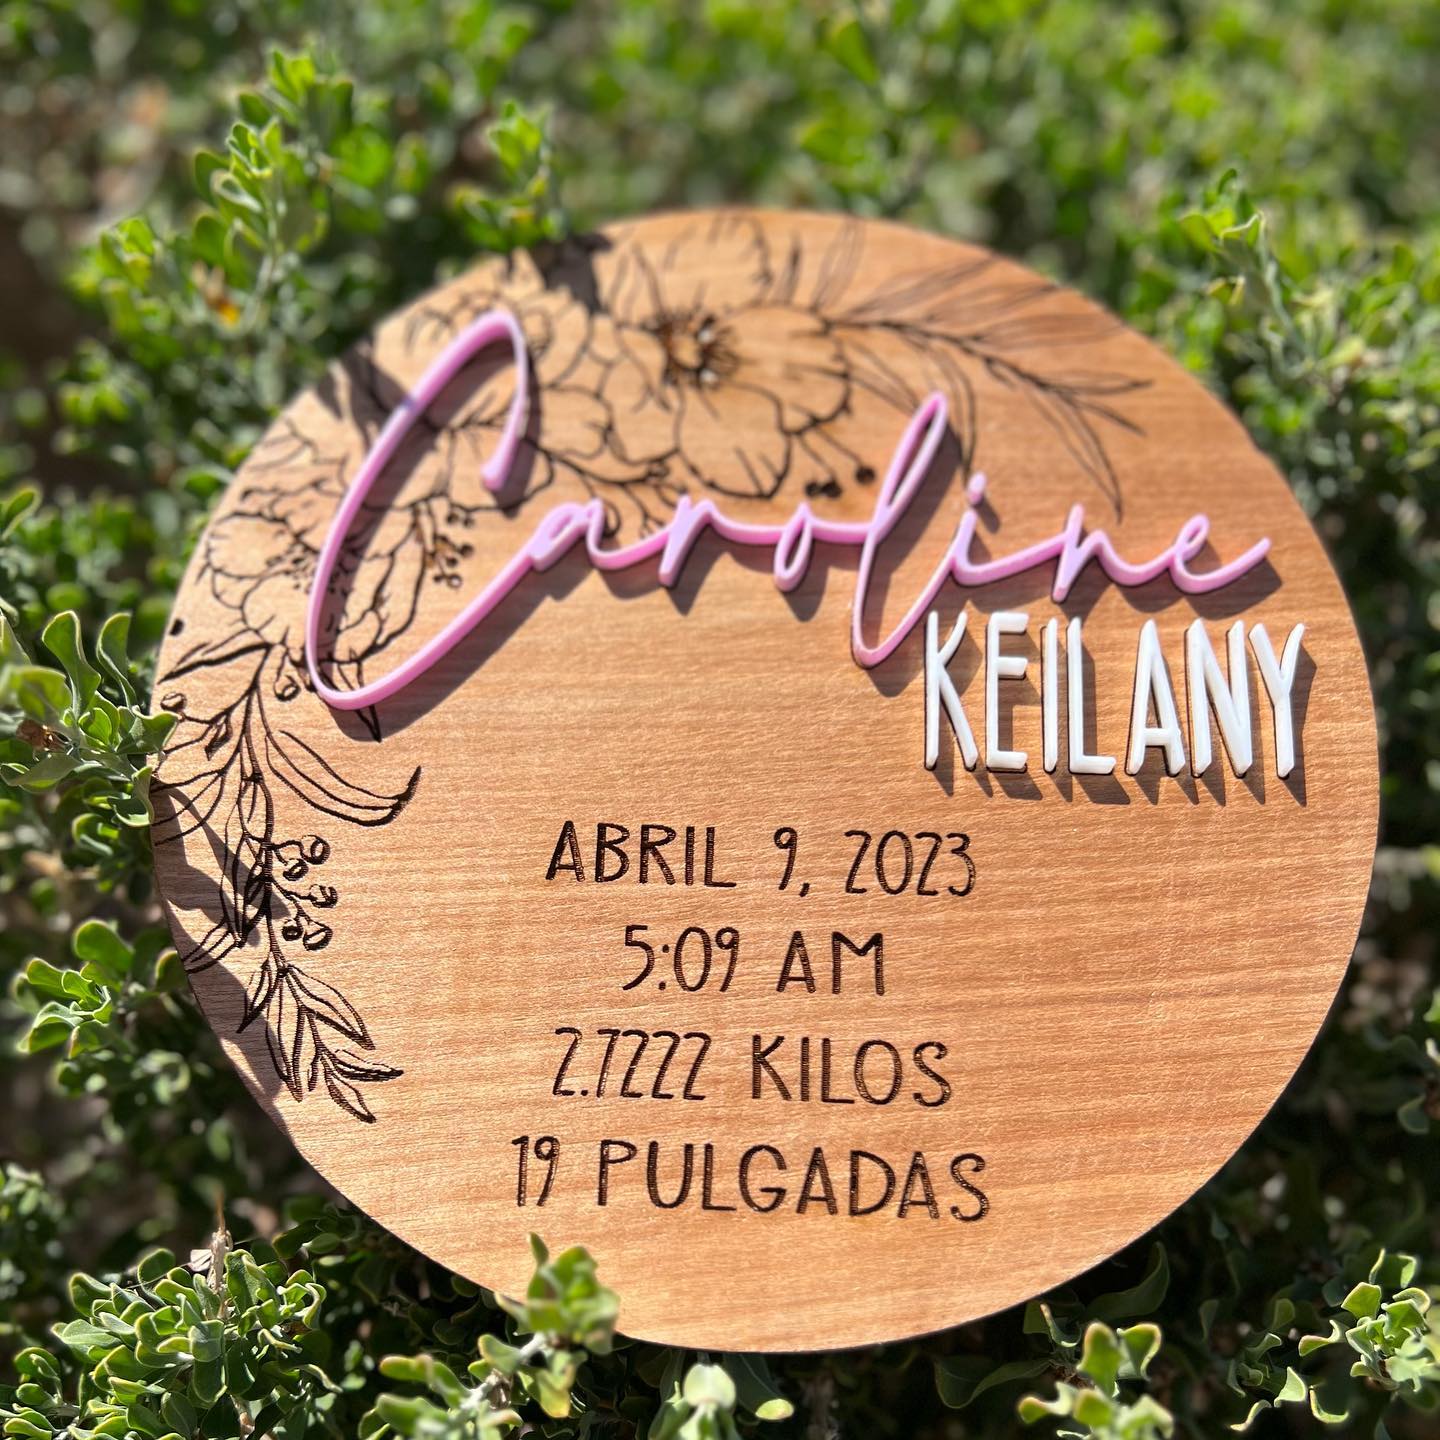 Caroline
KEILANY
ABRIL 9, 2023
5:09 AM
2.7222 KILOS
19 PULGADAS